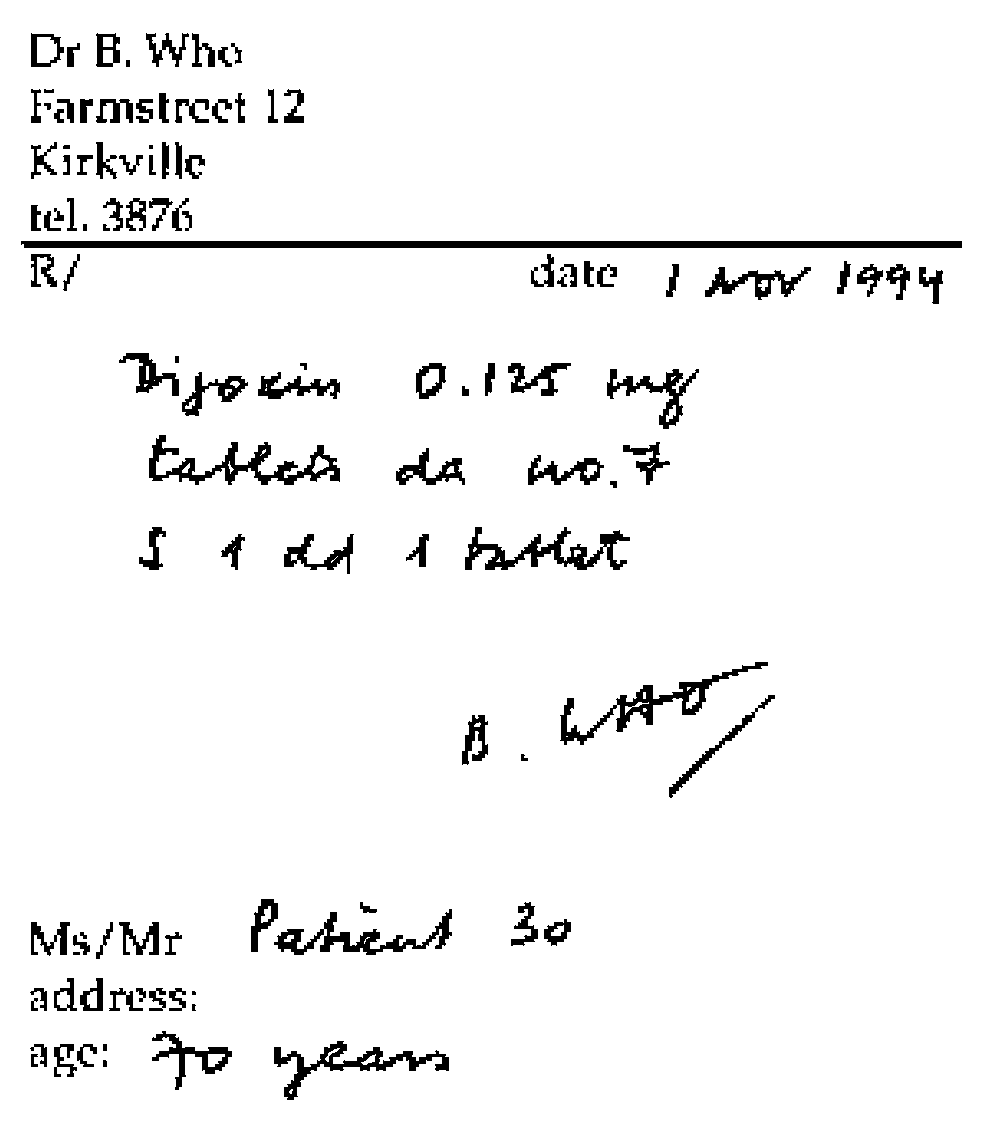 Dr B. Who
Farmstreet 12
Kirkville
tel. 3876
R/ date 1 Nov 1994
Digoxin 0.125 mg
tablets da no. 7
S 1 dd 1 tablet
B. WHO
Ms/Mr Patient 30
address:
age: 70 years